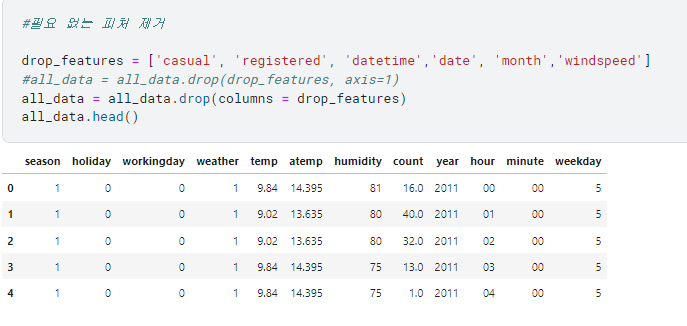 #필요 없는 피처 제거
drop_features = ['casual', 'registered', 'datetime','date', 'month','windspeed']
#all_data = all_data.drop(drop_features, axis=1)
all_data = all_data.drop(columns = drop_features)
all_data.head()
season holiday workingday weather temp atemp humidity count year hour minute weekday
0 1 0 0 1 9.84 14.395 81 16.0 2011 00 00 5
1 1 0 0 1 9.02 13.635 80 40.0 2011 01 00 5
2 1 0 0 1 9.02 13.635 80 32.0 2011 02 00 5
3 1 0 0 1 9.84 14.395 75 13.0 2011 03 00 5
4 1 0 0 1 9.84 14.395 75 1.0 2011 04 00 5